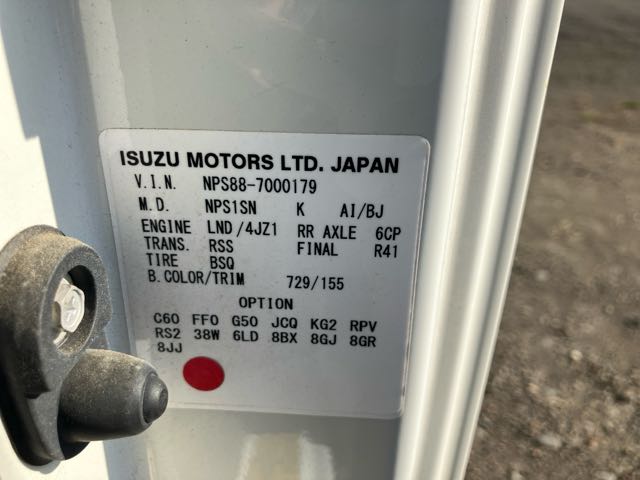 ISUZU MOTORS LTD. JAPAN
V.I.N. NPS88-7000179
M.D. NPS1SN K AI/BJ
ENGINE LND/4JZ1 RR AXLE 6CP
TRANS. RSS FINAL R41
TIRE BSQ
B.COLOR/TRIM 729/155
OPTION
C60 FF0 G50 JCQ KG2 RPV
RS2 38W 6LD 8BX 8GJ 8GR
8JJ